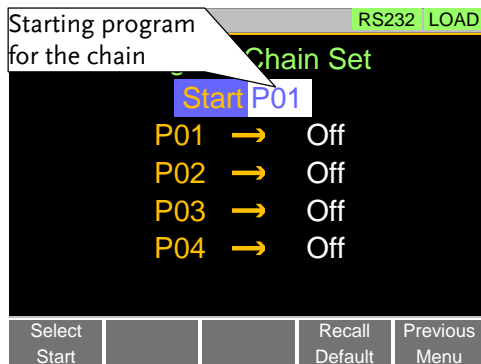 Starting program
for the chain
RS232 LOAD
Chain Set
Start P01
P01 → Off
P02 → Off
P03 → Off
P04 → Off
Select
Start
Recall
Default
Previous
Menu